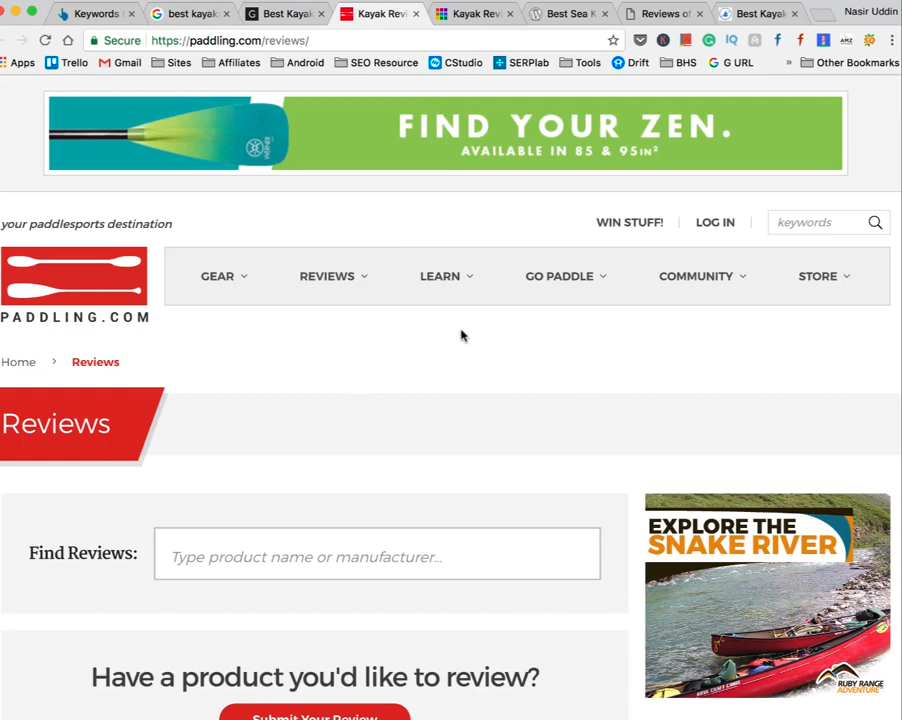 Keywords
best kayak
Best Kayak
Kayak Revi
Kayak Revi
Best Sea K
Reviews of
Best Kayak
Nasir Uddin
Secure
https://paddling.com/reviews/
Apps
Trello
Gmail
Sites
Affiliates
Android
SEO Resource
CStudio
SERPlab
Tools
Drift
BHS
G URL
»
Other Bookmarks
FIND YOUR ZEN.
AVAILABLE IN 85 & 95IN²
your paddlesports destination
WIN STUFF!
LOG IN
keywords
PADDLING.COM
GEAR
REVIEWS
LEARN
GO PADDLE
COMMUNITY
STORE
Home > Reviews
Reviews
Find Reviews:
Type product name or manufacturer...
EXPLORE THE
SNAKE RIVER
RUBY RANGE
ADVENTURE
Have a product you'd like to review?
Submit Your Review